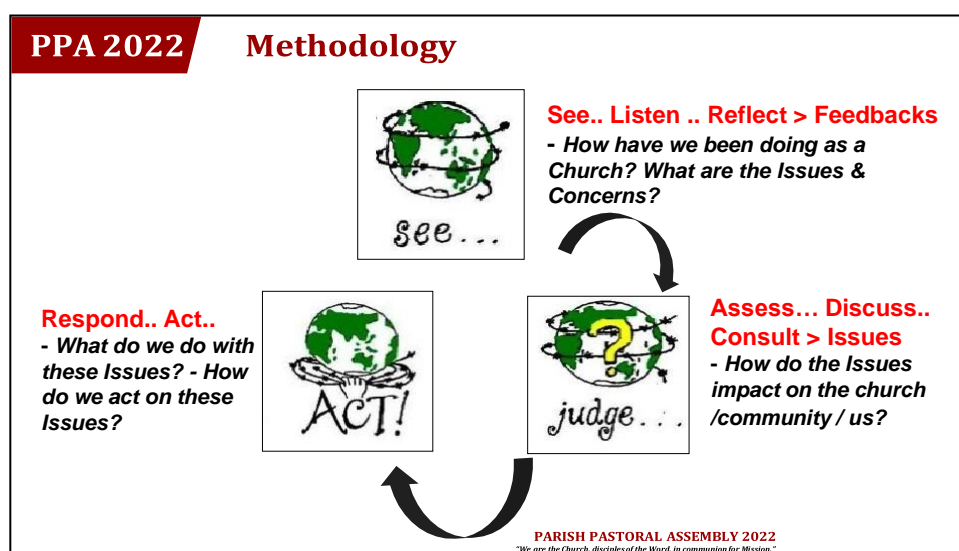 PPA 2022
Methodology
See.. Listen .. Reflect > Feedbacks
- How have we been doing as a
Church? What are the Issues &
Concerns?
see...
Assess... Discuss..
Consult > Issues
- How do the Issues
impact on the church
/community / us?
?
judge...
Respond.. Act..
- What do we do with
these Issues? - How
do we act on these
Issues?
ACT!
PARISH PASTORAL ASSEMBLY 2022
"We are the Church, disciples of the Word, in communion for Mission."